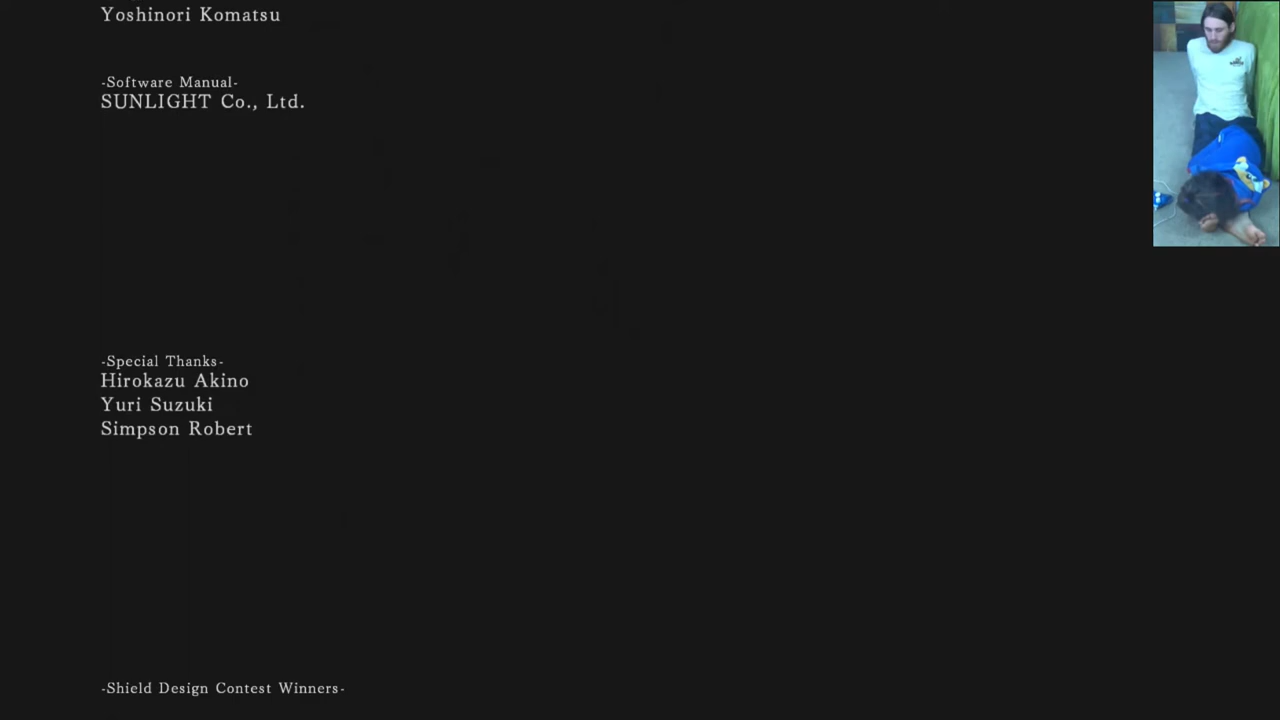 Yoshinori Komatsu
-Software Manual-
SUNLIGHT Co., Ltd.
-Special Thanks-
Hirokazu Akino
Yuri Suzuki
Simpson Robert
-Shield Design Contest Winners-